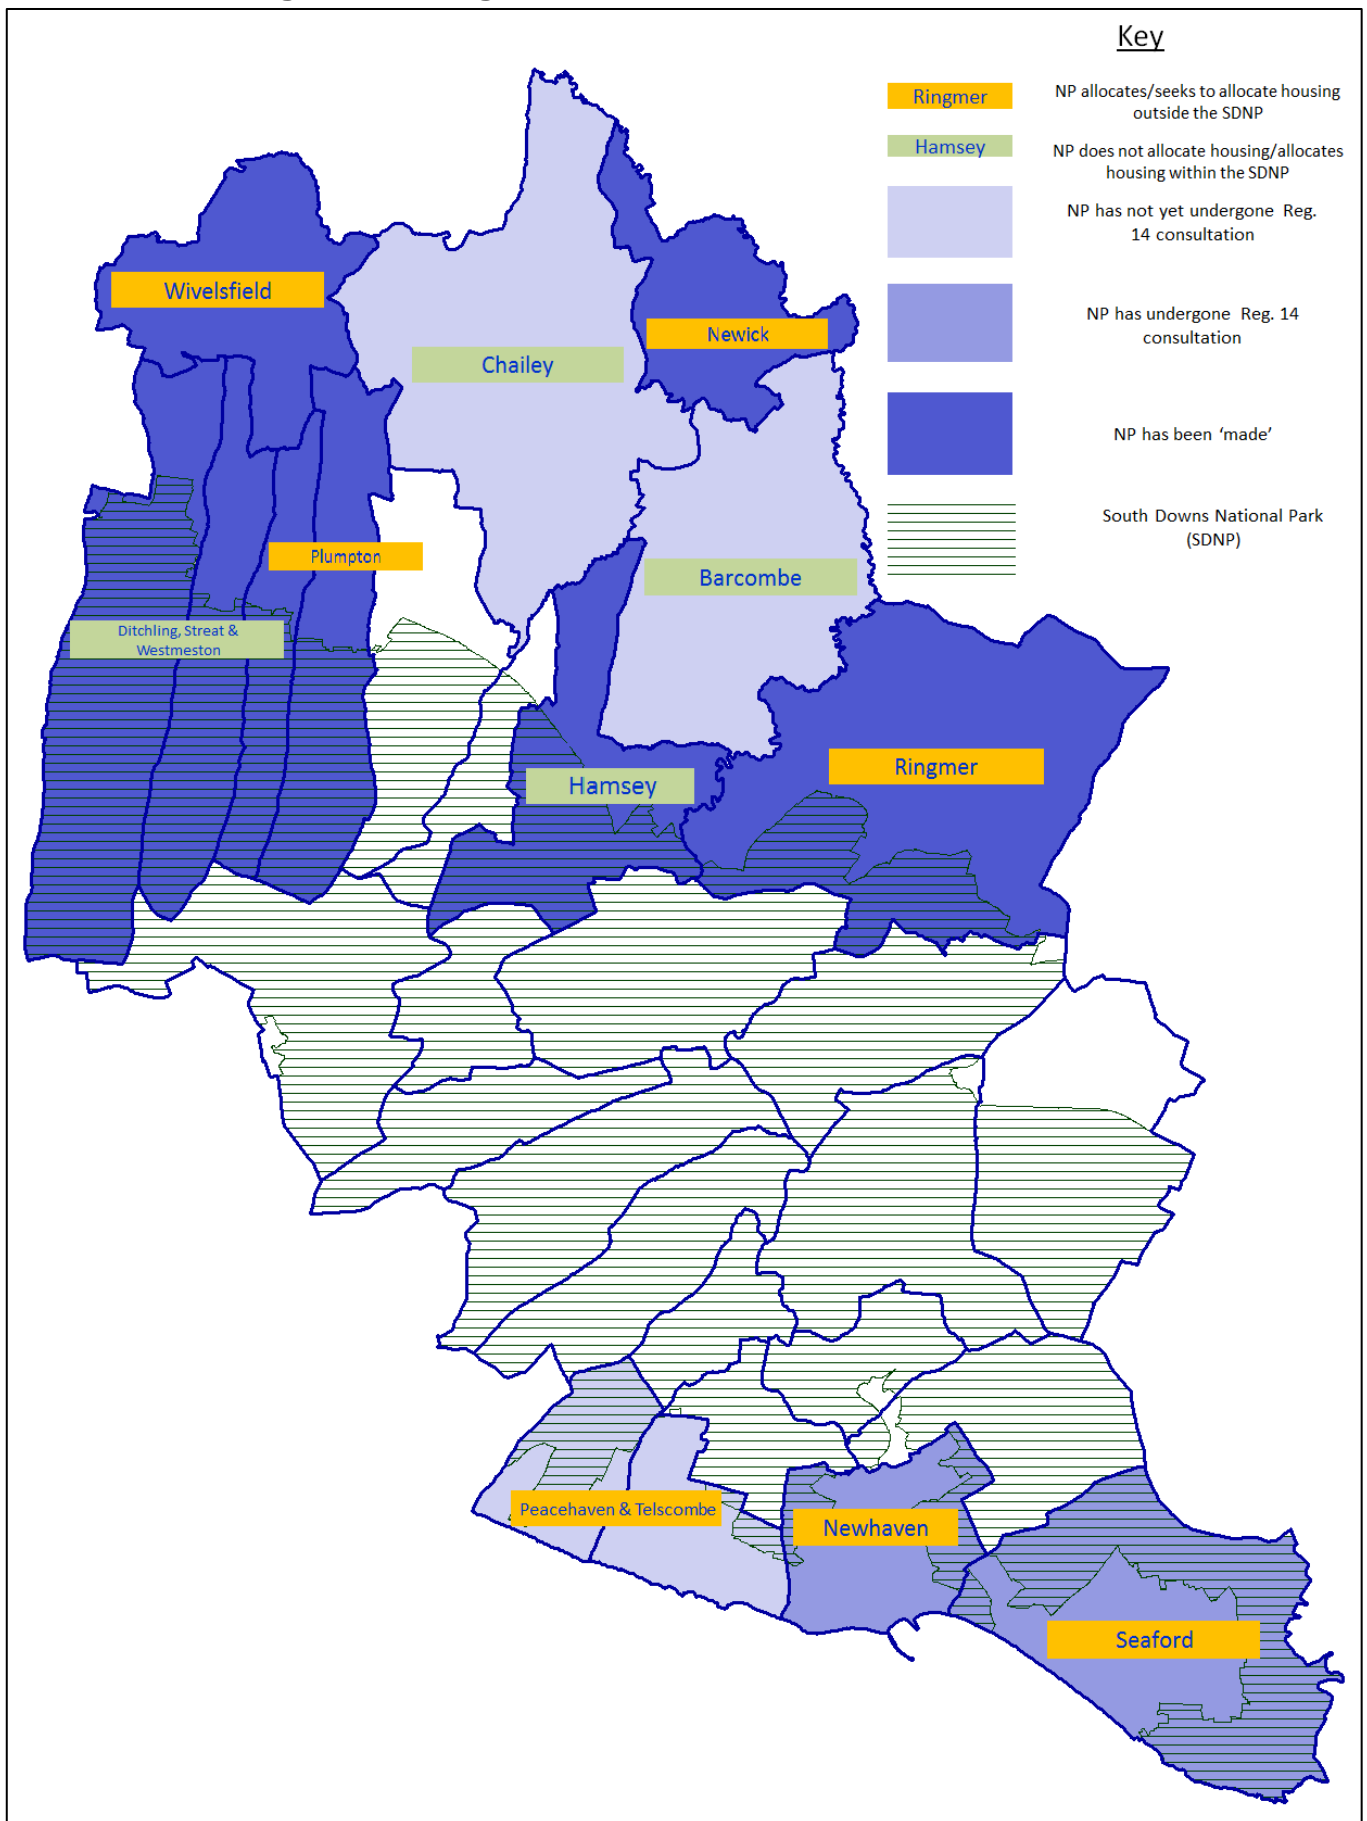 Key
Ringmer
NP allocates/seeks to allocate housing
outside the SDNP
Hamsey
NP does not allocate housing/allocates
housing within the SDNP
NP has not yet undergone Reg.
14 consultation
NP has undergone Reg. 14
consultation
NP has been ‘made’
South Downs National Park
(SDNP)
Wivelsfield
Newick
Chailey
Plumpton
Barcombe
Ditchling, Streat &
Westmeston
Ringmer
Hamsey
Peacehaven & Telscombe
Newhaven
Seaford